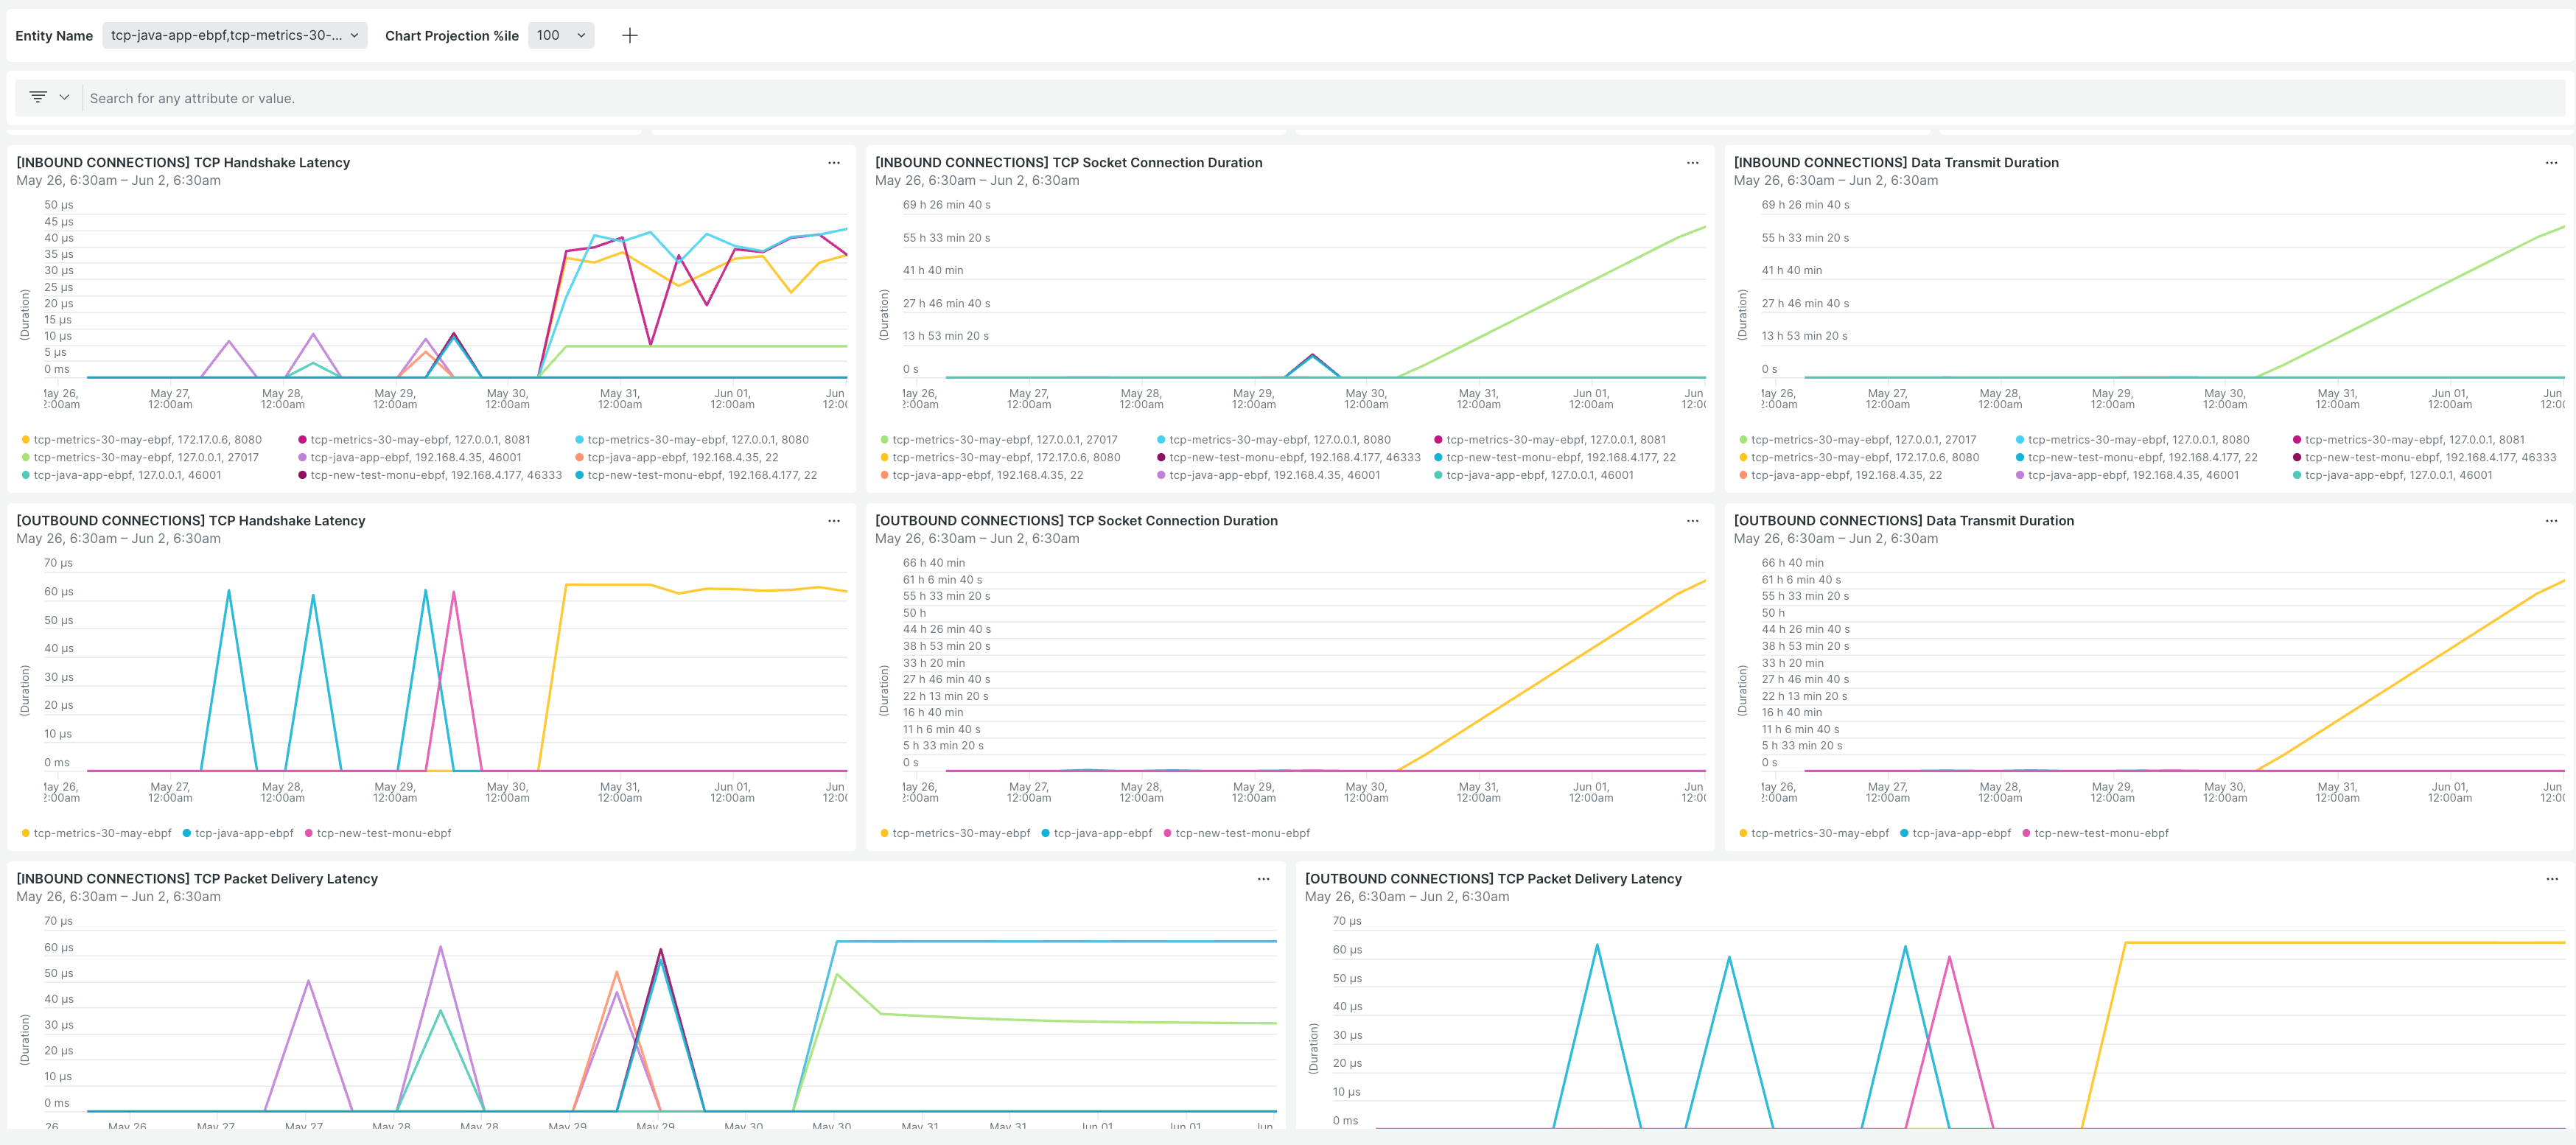 Entity Name tcp-java-app-ebpf,tcp-metrics-30-... Chart Projection %ile 100
Search for any attribute or value.
[INBOUND CONNECTIONS] TCP Handshake Latency
May 26, 6:30am – Jun 2, 6:30am
(Duration)
50 µs
45 µs
40 µs
35 µs
30 µs
25 µs
20 µs
15 µs
10 µs
5 µs
0 ms
May 27, 12:00am
May 28, 12:00am
May 29, 12:00am
May 30, 12:00am
May 31, 12:00am
Jun 01, 12:00am
Jun
tcp-metrics-30-may-ebpf, 172.17.0.6, 8080
tcp-metrics-30-may-ebpf, 127.0.0.1, 8081
tcp-metrics-30-may-ebpf, 127.0.0.1, 8080
tcp-metrics-30-may-ebpf, 127.0.0.1, 27017
tcp-java-app-ebpf, 192.168.4.35, 46001
tcp-java-app-ebpf, 192.168.4.35, 22
tcp-java-app-ebpf, 127.0.0.1, 46001
tcp-new-test-monu-ebpf, 192.168.4.177, 46333
tcp-new-test-monu-ebpf, 192.168.4.177, 22
[INBOUND CONNECTIONS] TCP Socket Connection Duration
May 26, 6:30am – Jun 2, 6:30am
(Duration)
69 h 26 min 40 s
55 h 33 min 20 s
41 h 40 min
27 h 46 min 40 s
13 h 53 min 20 s
0 s
May 27, 12:00am
May 28, 12:00am
May 29, 12:00am
May 30, 12:00am
May 31, 12:00am
Jun 01, 12:00am
Jun
tcp-metrics-30-may-ebpf, 127.0.0.1, 27017
tcp-metrics-30-may-ebpf, 127.0.0.1, 8080
tcp-metrics-30-may-ebpf, 127.0.0.1, 8081
tcp-metrics-30-may-ebpf, 172.17.0.6, 8080
tcp-new-test-monu-ebpf, 192.168.4.177, 46333
tcp-new-test-monu-ebpf, 192.168.4.177, 22
tcp-java-app-ebpf, 192.168.4.35, 22
tcp-java-app-ebpf, 192.168.4.35, 46001
tcp-java-app-ebpf, 127.0.0.1, 46001
[INBOUND CONNECTIONS] Data Transmit Duration
May 26, 6:30am – Jun 2, 6:30am
(Duration)
69 h 26 min 40 s
55 h 33 min 20 s
41 h 40 min
27 h 46 min 40 s
13 h 53 min 20 s
0 s
May 27, 12:00am
May 28, 12:00am
May 29, 12:00am
May 30, 12:00am
May 31, 12:00am
Jun 01, 12:00am
Jun
tcp-metrics-30-may-ebpf, 127.0.0.1, 27017
tcp-metrics-30-may-ebpf, 127.0.0.1, 8080
tcp-metrics-30-may-ebpf, 127.0.0.1, 8081
tcp-metrics-30-may-ebpf, 172.17.0.6, 8080
tcp-new-test-monu-ebpf, 192.168.4.177, 22
tcp-new-test-monu-ebpf, 192.168.4.177, 46333
tcp-java-app-ebpf, 192.168.4.35, 22
tcp-java-app-ebpf, 192.168.4.35, 46001
tcp-java-app-ebpf, 127.0.0.1, 46001
[OUTBOUND CONNECTIONS] TCP Handshake Latency
May 26, 6:30am – Jun 2, 6:30am
(Duration)
70 µs
60 µs
50 µs
40 µs
30 µs
20 µs
10 µs
0 ms
May 27, 12:00am
May 28, 12:00am
May 29, 12:00am
May 30, 12:00am
May 31, 12:00am
Jun 01, 12:00am
Jun
tcp-metrics-30-may-ebpf
tcp-java-app-ebpf
tcp-new-test-monu-ebpf
[OUTBOUND CONNECTIONS] TCP Socket Connection Duration
May 26, 6:30am – Jun 2, 6:30am
(Duration)
66 h 40 min
61 h 6 min 40 s
55 h 33 min 20 s
50 h
44 h 26 min 40 s
38 h 53 min 20 s
33 h 20 min
27 h 46 min 40 s
22 h 13 min 20 s
16 h 40 min
11 h 6 min 40 s
5 h 33 min 20 s
0 s
May 27, 12:00am
May 28, 12:00am
May 29, 12:00am
May 30, 12:00am
May 31, 12:00am
Jun 01, 12:00am
Jun
tcp-metrics-30-may-ebpf
tcp-java-app-ebpf
tcp-new-test-monu-ebpf
[OUTBOUND CONNECTIONS] Data Transmit Duration
May 26, 6:30am – Jun 2, 6:30am
(Duration)
66 h 40 min
61 h 6 min 40 s
55 h 33 min 20 s
50 h
44 h 26 min 40 s
38 h 53 min 20 s
33 h 20 min
27 h 46 min 40 s
22 h 13 min 20 s
16 h 40 min
11 h 6 min 40 s
5 h 33 min 20 s
0 s
May 27, 12:00am
May 28, 12:00am
May 29, 12:00am
May 30, 12:00am
May 31, 12:00am
Jun 01, 12:00am
Jun
tcp-metrics-30-may-ebpf
tcp-java-app-ebpf
tcp-new-test-monu-ebpf
[INBOUND CONNECTIONS] TCP Packet Delivery Latency
May 26, 6:30am – Jun 2, 6:30am
(Duration)
70 µs
60 µs
50 µs
40 µs
30 µs
20 µs
10 µs
0 ms
26 May 26 May 27 May 27 May 28 May 28 May 29 May 29 May 30 May 30 May 31 May 31 Jun 01 Jun 01 Jun
[OUTBOUND CONNECTIONS] TCP Packet Delivery Latency
May 26, 6:30am – Jun 2, 6:30am
(Duration)
70 µs
60 µs
50 µs
40 µs
30 µs
20 µs
10 µs
0 ms